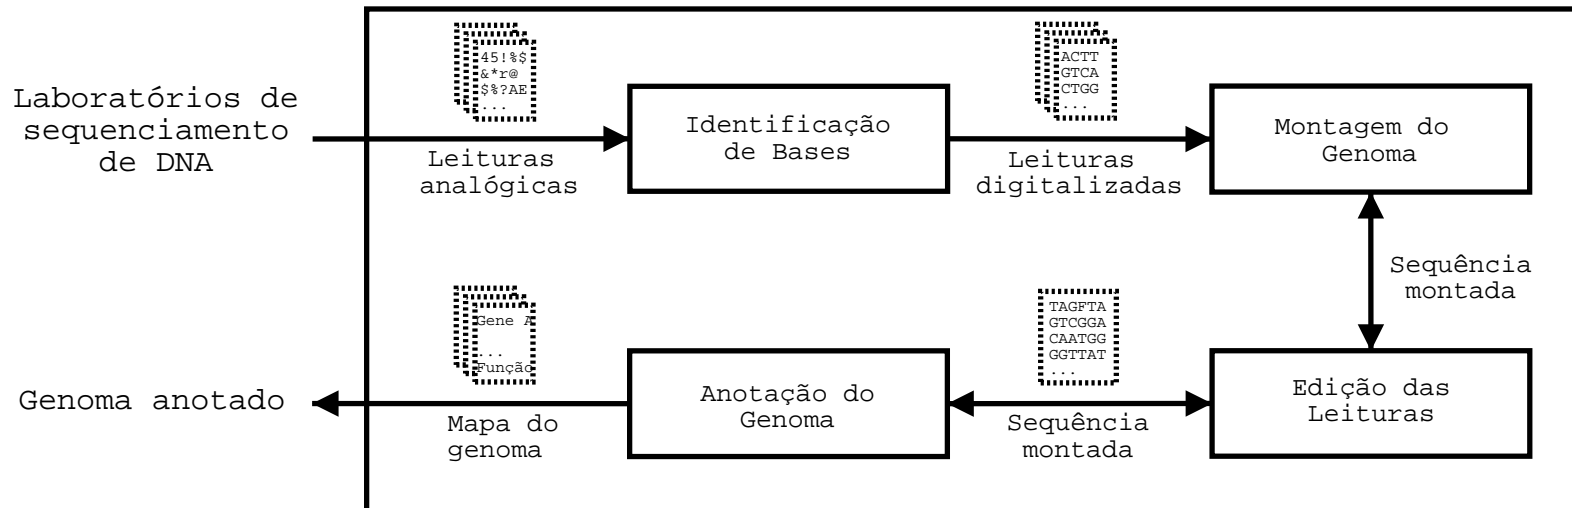 Laboratórios de
sequenciamento
de DNA
45!%$
&*r@
$%?AE
...
Leituras
analógicas
Identificação
de Bases
ACTT
GTCA
CTGG
...
Leituras
digitalizadas
Montagem do
Genoma
Sequência
montada
Genoma anotado
Gene A
...
Função
Mapa do
genoma
Anotação do
Genoma
TAGFTA
GTCGGA
CAATGG
GGTTAT
...
Sequência
montada
Edição das
Leituras